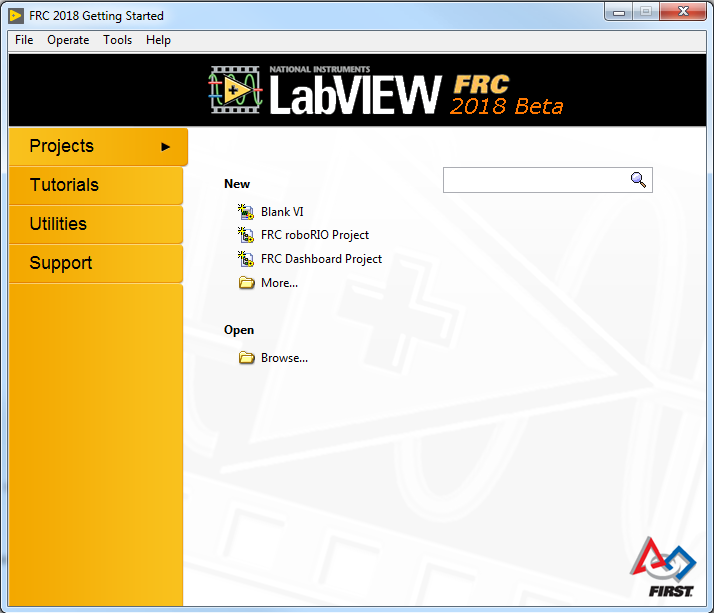 FRC 2018 Getting Started
File Operate Tools Help
NATIONAL INSTRUMENTS
LabVIEW FRC
2018 Beta
Projects
Tutorials
Utilities
Support
New
Blank VI
FRC roboRIO Project
FRC Dashboard Project
More...
Open
Browse...
FIRST